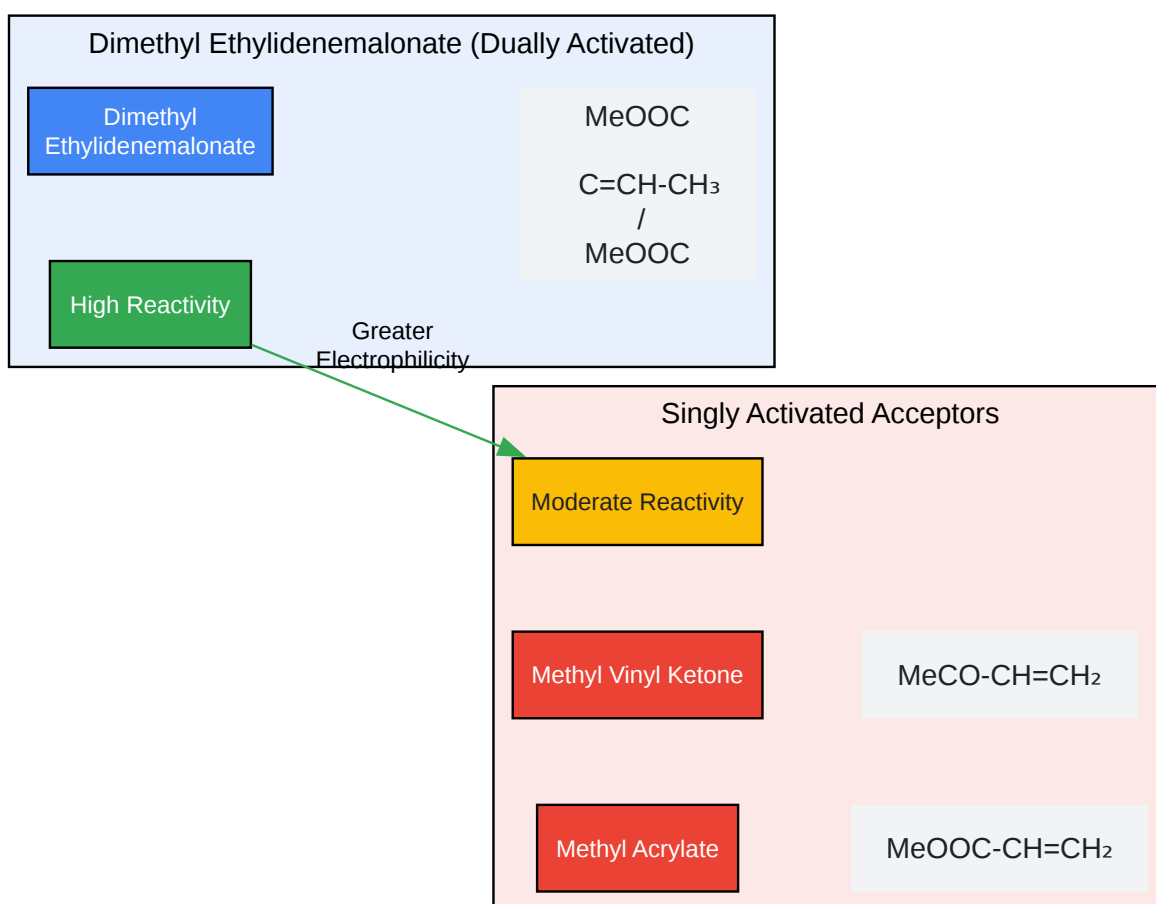 Dimethyl Ethylidenemalonate (Dually Activated)
Dimethyl
Ethylidenemalonate
MeOOC
C=CH-CH₃
/
MeOOC
High Reactivity
Greater
Electrophilicity
Singly Activated Acceptors
Moderate Reactivity
Methyl Vinyl Ketone
MeCO-CH=CH₂
Methyl Acrylate
MeOOC-CH=CH₂